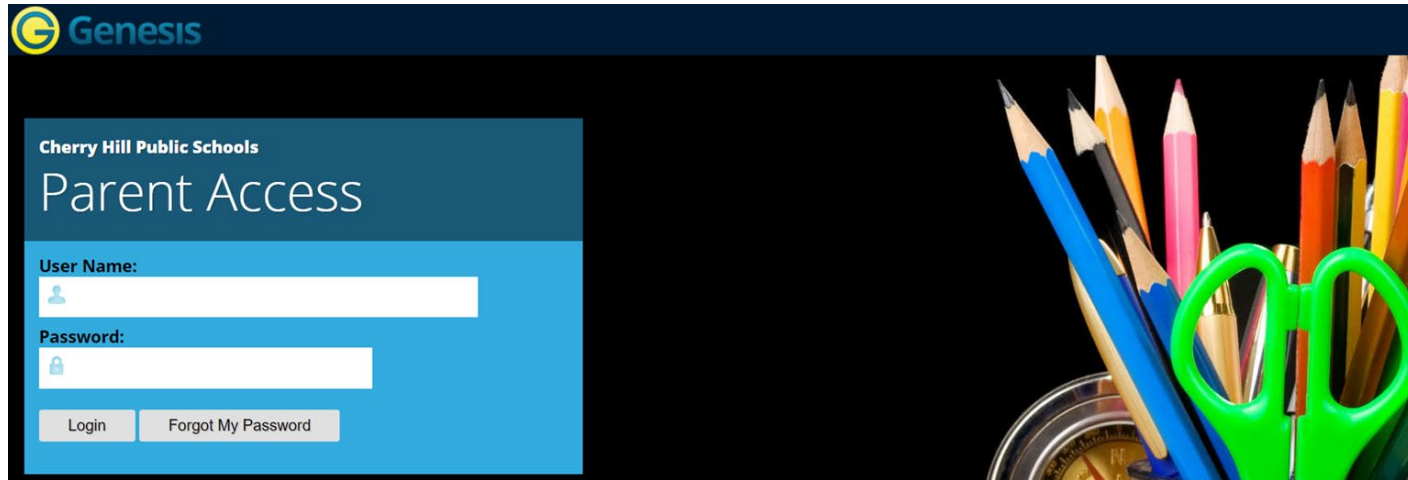 Genesis
Cherry Hill Public Schools
Parent Access
User Name:
Password:
Login Forgot My Password
N